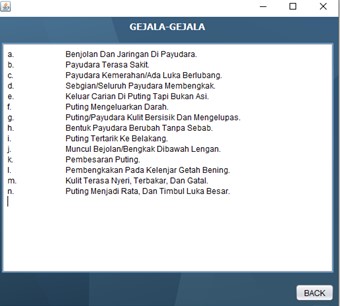 GEJALA-GEJALA
a. Benjolan Dan Jaringan Di Payudara.
b. Payudara Terasa Sakit.
c. Payudara Kemerahan/Ada Luka Berlubang.
d. Sebgian/Seluruh Payudara Membengkak.
e. Keluar Carian Di Puting Tapi Bukan Asi.
f. Puting Mengeluarkan Darah.
g. Puting/Payudara Kulit Bersisik Dan Mengelupas.
h. Bentuk Payudara Berubah Tanpa Sebab.
i. Puting Tertarik Ke Belakang.
j. Muncul Bejolan/Bengkak Dibawah Lengan.
k. Pembesaran Puting.
l. Pembengkakan Pada Kelenjar Getah Bening.
m. Kulit Terasa Nyeri, Terbakar, Dan Gatal.
n. Puting Menjadi Rata, Dan Timbul Luka Besar.
BACK